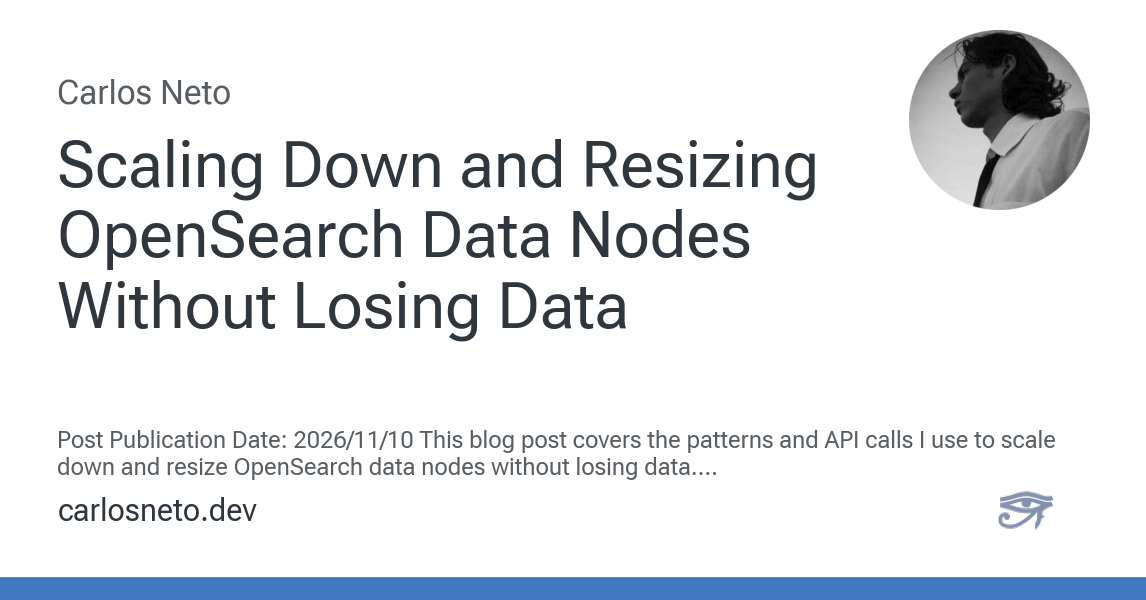 Carlos Neto
Scaling Down and Resizing
OpenSearch Data Nodes
Without Losing Data
Post Publication Date: 2026/11/10 This blog post covers the patterns and API calls I use to scale
down and resize OpenSearch data nodes without losing data....
carlosneto.dev